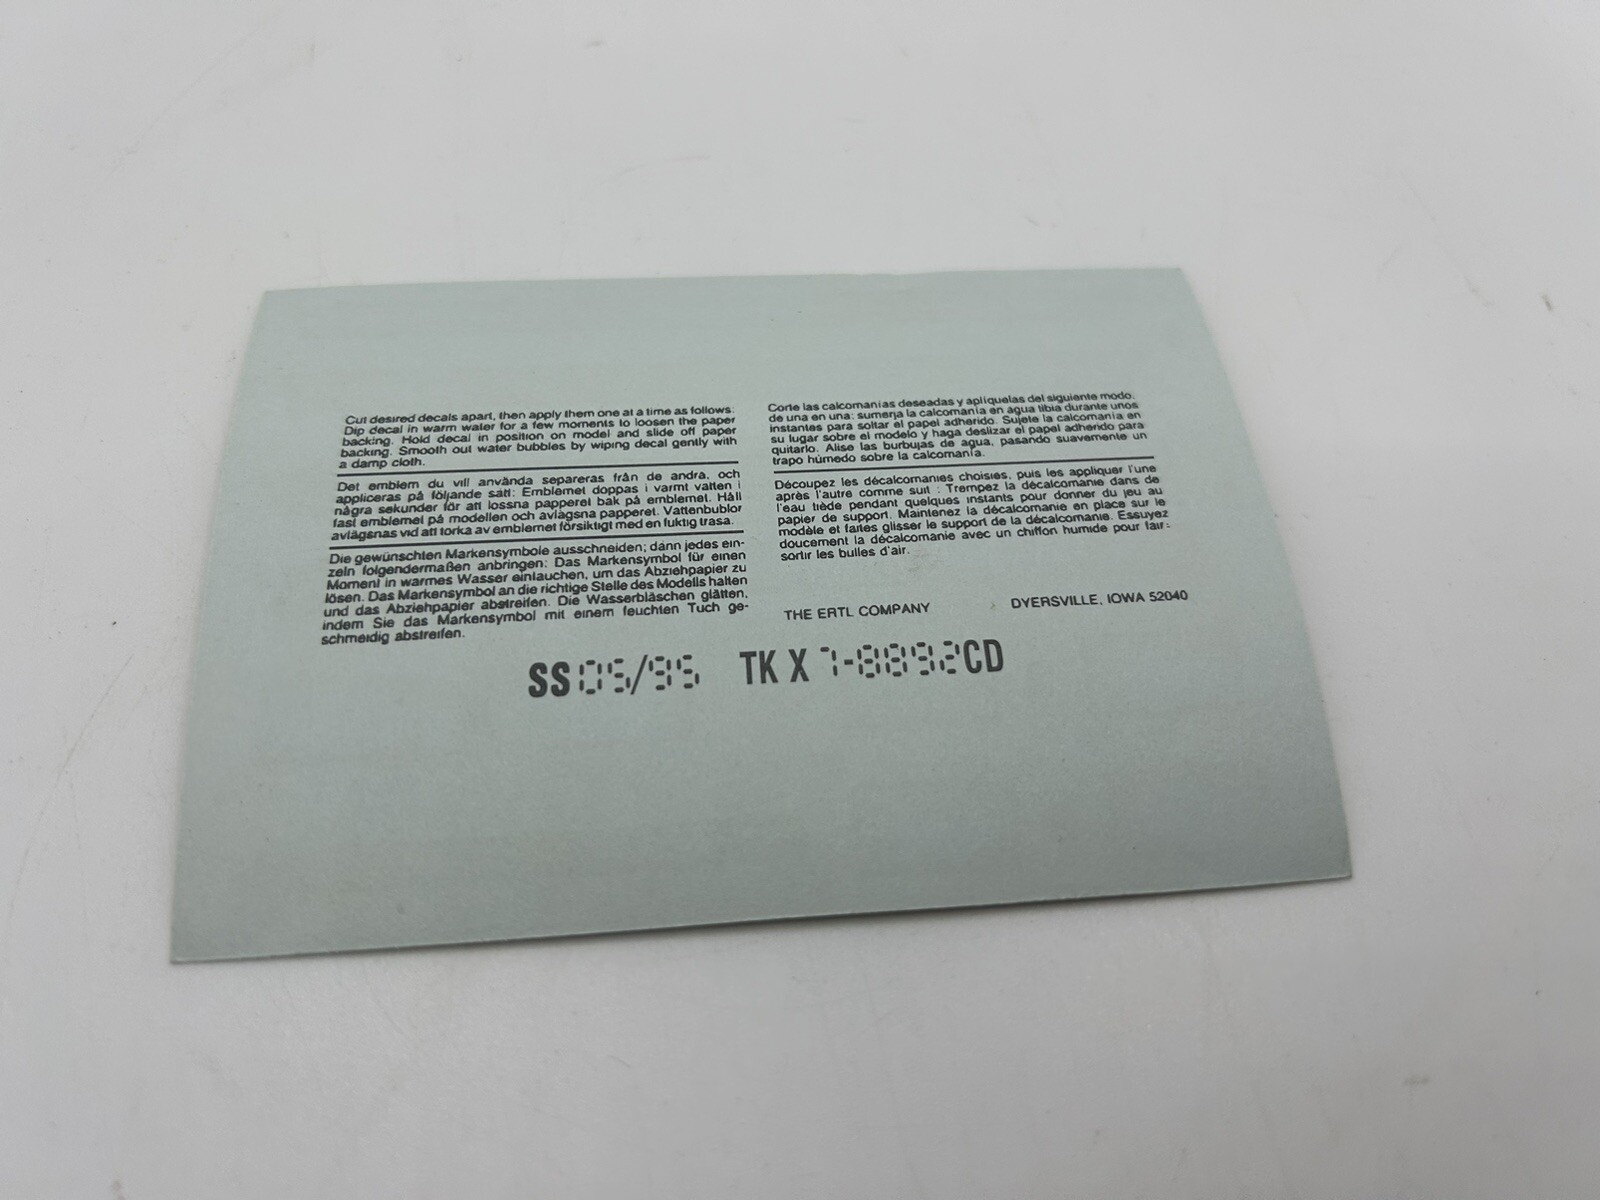 Cut desired decals apart, then apply them one at a time as follows:
Dip decal in warm water for a few moments to loosen the paper
backing. Hold decal in position on model and slide off paper
backing. Smooth out water bubbles by wiping decal gently with
a damp cloth.
Det emblem du vill använda separeras från de andra, och
appliceras på följande sätt: Emblemet doppas i varmt vatten i
några sekunder för att lossna papperet bak på emblemet. Håll
fast emblemet på modellen och avlägsna papperet. Vattenbublor
avlägsnas vid att torka av emblemet försiktigt med en fuktig trasa.
Die gewünschten Markensymbole ausschneiden; dann jedes ein-
zeln folgendermaßen anbringen: Das Markensymbol für einen
Moment in warmes Wasser eintauchen, um das Abziehpapier zu
lösen. Das Markensymbol an die richtige Stelle des Modells halten
und das Abziehpapier abstreifen. Die Wasserbläschen glätten,
indem Sie das Markensymbol mit einem feuchten Tuch ge-
schmeidig abstreifen.
Corte las calcomanías deseadas y aplíquelas del siguiente modo,
de una en una: sumerja la calcomanía en agua tibia durante unos
instantes para soltar el papel adherido. Sujete la calcomanía en
su lugar sobre el modelo y haga deslizar el papel adherido para
quitarlo. Alise las burbujas de agua, pasando suavemente un
trapo húmedo sobre la calcomanía.
Découpez les décalcomanies choisies, puis les appliquer l'une
après l'autre comme suit : Trempez la décalcomanie dans de
l'eau tiède pendant quelques instants pour donner du jeu au
papier de support. Maintenez la décalcomanie en place sur le
modèle et faites glisser le support de la décalcomanie. Essuyez
doucement la décalcomanie avec un chiffon humide pour fair:
sortir les bulles d'air.
THE ERTL COMPANY DYERSVILLE, IOWA 52040
SS 05/95 TK X 7-8892CD